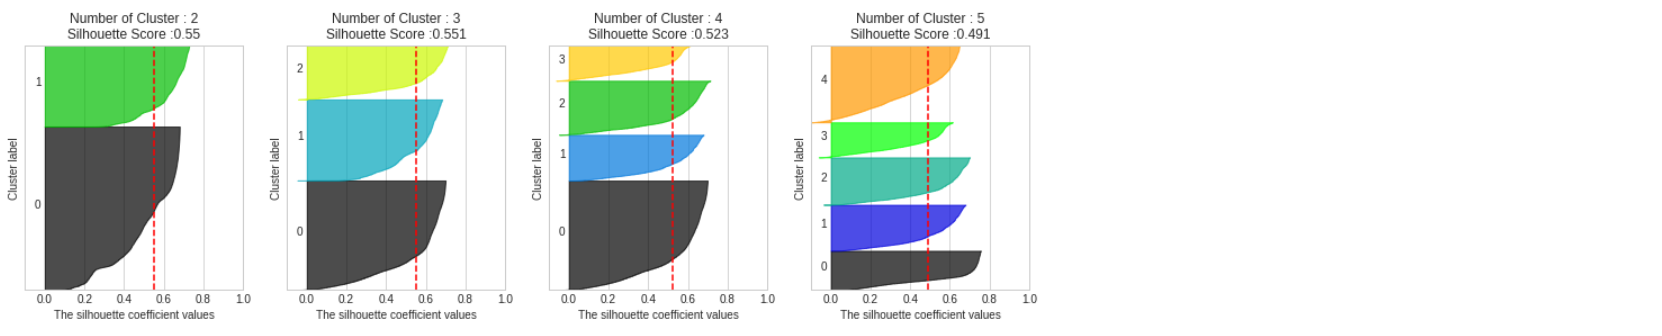 Number of Cluster : 2
Silhouette Score :0.55
Cluster label
1
0
0.0 0.2 0.4 0.6 0.8 1.0
The silhouette coefficient values
Number of Cluster : 3
Silhouette Score :0.551
Cluster label
2
1
0
0.0 0.2 0.4 0.6 0.8 1.0
The silhouette coefficient values
Number of Cluster : 4
Silhouette Score :0.523
Cluster label
3
2
1
0
0.0 0.2 0.4 0.6 0.8 1.0
The silhouette coefficient values
Number of Cluster : 5
Silhouette Score :0.491
Cluster label
4
3
2
1
0
0.0 0.2 0.4 0.6 0.8 1.0
The silhouette coefficient values